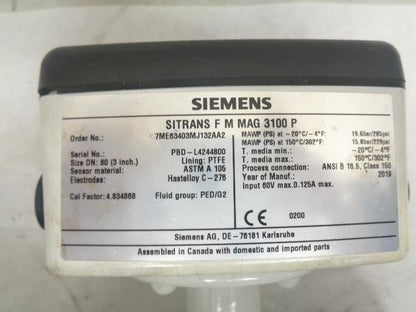 SIEMENS
SITRANS F M MAG 3100 P
Order No.: 7ME63403MJ132AA2
Serial No.: PBD-L4244800
Size DN: 80 (3 inch.) Lining: PTFE
Sensor material: ASTM A 105
Electrodes: Hastelloy C-276
Cal Factor: 4.834868 Fluid group: PED/G2
MAWP (PS) at -20°C/-4°F: 19.6bar/285psi
MAWP (PS) at 150°C/302°F: 15.8bar/229psi
T. media min.: -20°C/-4°F
T. media max.: 150°C/302°F
Process connection: ANSI B 16.5, Class 150
Year of Manuf.: 2019
Input 60V max.0.125A max.
CE 0200
Siemens AG, DE-76181 Karlsruhe
Assembled in Canada with domestic and imported parts